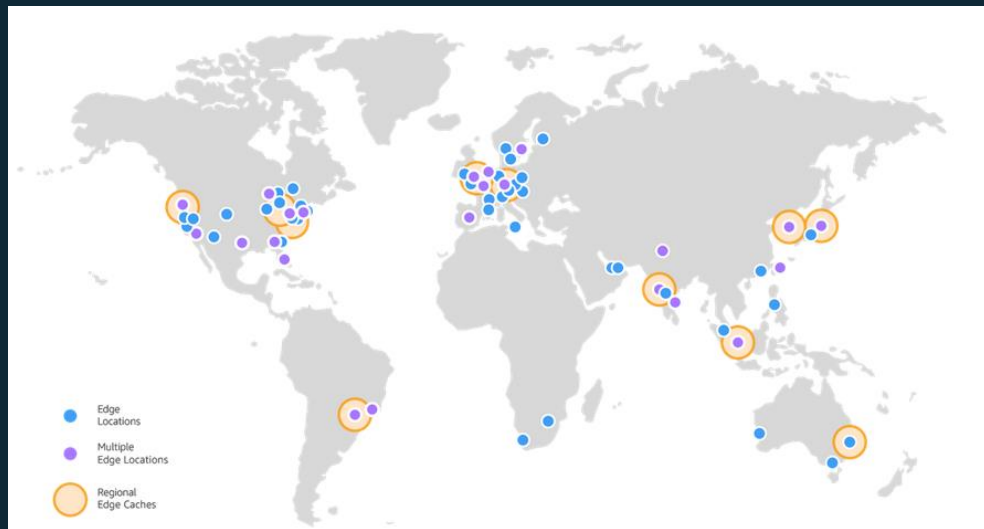 Edge
Locations
Multiple
Edge Locations
Regional
Edge Caches